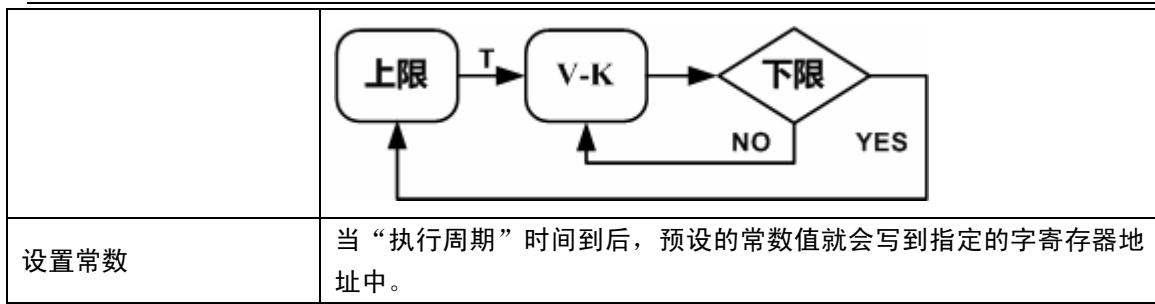 上限
T
V-K
下限
NO
YES
设置常数
当“执行周期”时间到后，预设的常数值就会写到指定的字寄存器地
址中。